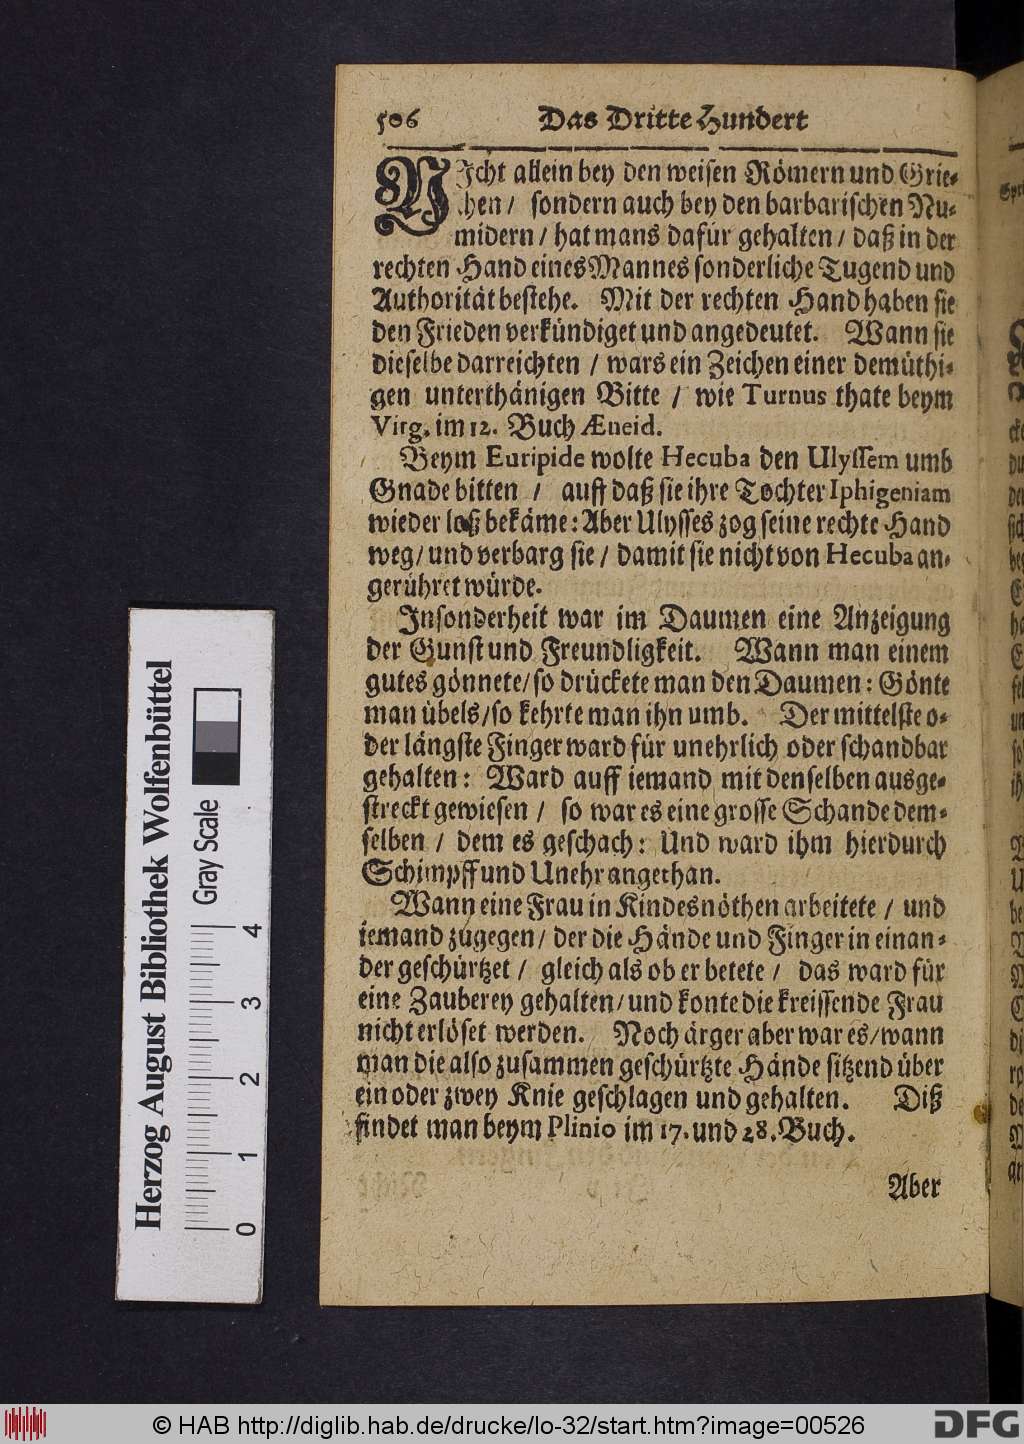 506 Das Dritte Hundert
NIcht allein bey den weisen Römern und Grie-
chen / sondern auch bey den barbarischen Nu-
midern / hat mans dafür gehalten / daß in der
rechten Hand eines Mannes sonderliche Tugend und
Authorität bestehe. Mit der rechten Hand haben sie
den Frieden verkündiget und angedeutet. Wann sie
dieselbe darreichten / wars ein Zeichen einer demüthi-
gen unterthänigen Bitte / wie Turnus thate beym
Virg. im 12. Buch Æneid.
Beym Euripide wolte Hecuba den Ulyssem umb
Gnade bitten / auff daß sie ihre Tochter Iphigeniam
wieder loß bekäme: Aber Ulysses zog seine rechte Hand
weg / und verbarg sie / damit sie nicht von Hecuba an-
gerühret würde.
Insonderheit war im Daumen eine Anzeigung
der Gunst und Freundligkeit. Wann man einem
gutes gönnete / so drückete man den Daumen: Gönte
man übels / so kehrte man ihn umb. Der mittelste o-
der längste Finger ward für unehrlich oder schandbar
gehalten: Ward auff iemand mit denselben ausge-
streckt gewiesen / so war es eine grosse Schande dem-
selben / dem es geschach: Und ward ihm hierdurch
Schimpff und Unehr angethan.
Wann eine Frau in Kindesnöthen arbeitete / und
iemand zugegen / der die Hände und Finger in einan-
der geschürtzet / gleich als ob er betete / das ward für
eine Zauberey gehalten / und konte die kreissende Frau
nicht erlöset werden. Noch ärger aber war es / wann
man die also zusammen geschürtzte Hände sitzend über
ein oder zwey Knie geschlagen und gehalten. Diß
findet man beym Plinio im 17. und 28. Buch.
Aber
Herzog August Bibliothek Wolfenbüttel
Gray Scale
0 1 2 3 4
© HAB http://diglib.hab.de/drucke/lo-32/start.htm?image=00526
DFG